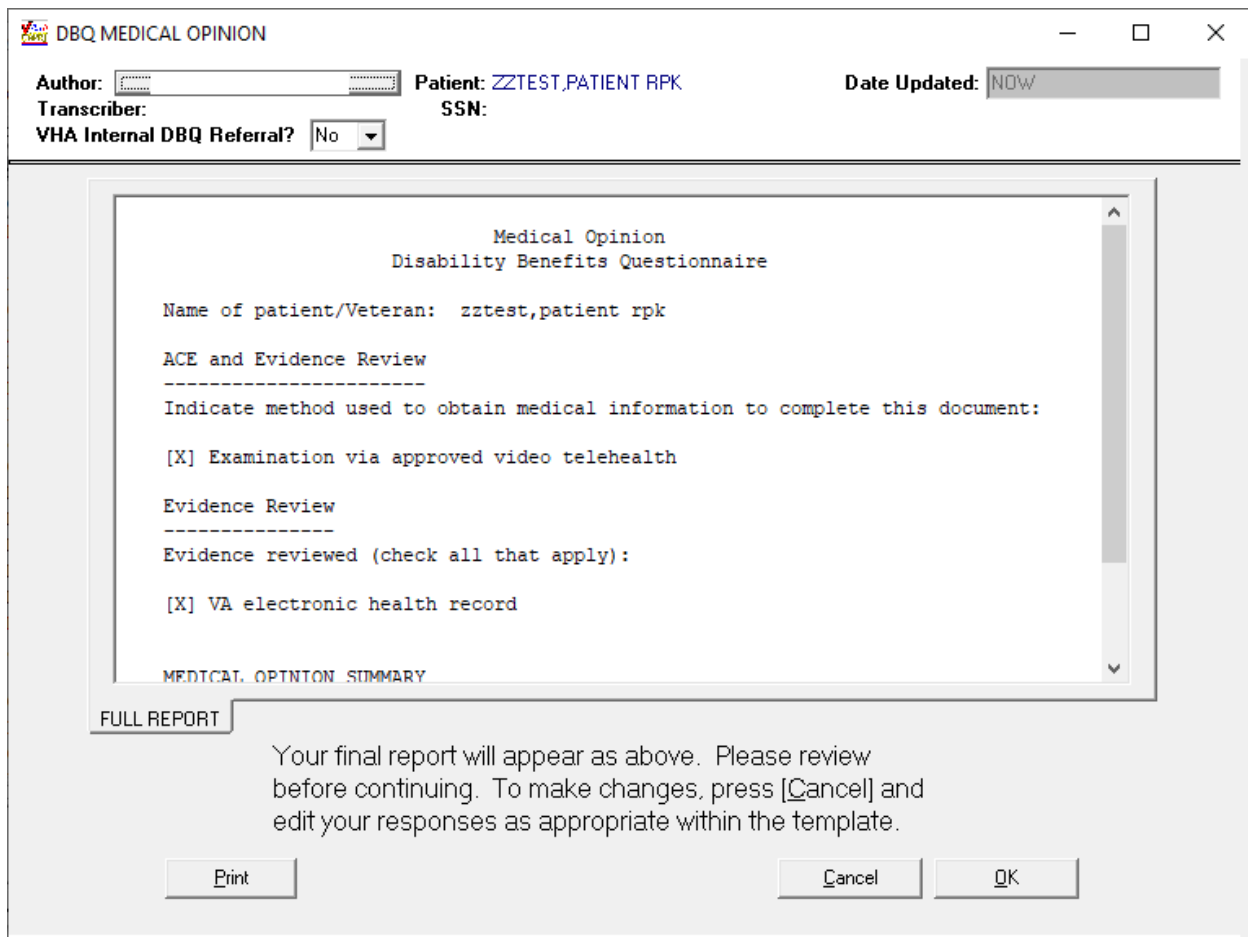 DBQ MEDICAL OPINION
Author: Patient: ZZTEST,PATIENT RPK Date Updated: NOW
Transcriber: SSN:
VHA Internal DBQ Referral? No
Medical Opinion
Disability Benefits Questionnaire
Name of patient/Veteran: zztest,patient rpk
ACE and Evidence Review
-----------------------
Indicate method used to obtain medical information to complete this document:
[X] Examination via approved video telehealth
Evidence Review
---------------
Evidence reviewed (check all that apply):
[X] VA electronic health record
MEDICAL OPINION SUMMARY
FULL REPORT
Your final report will appear as above. Please review
before continuing. To make changes, press [Cancel] and
edit your responses as appropriate within the template.
Print Cancel OK